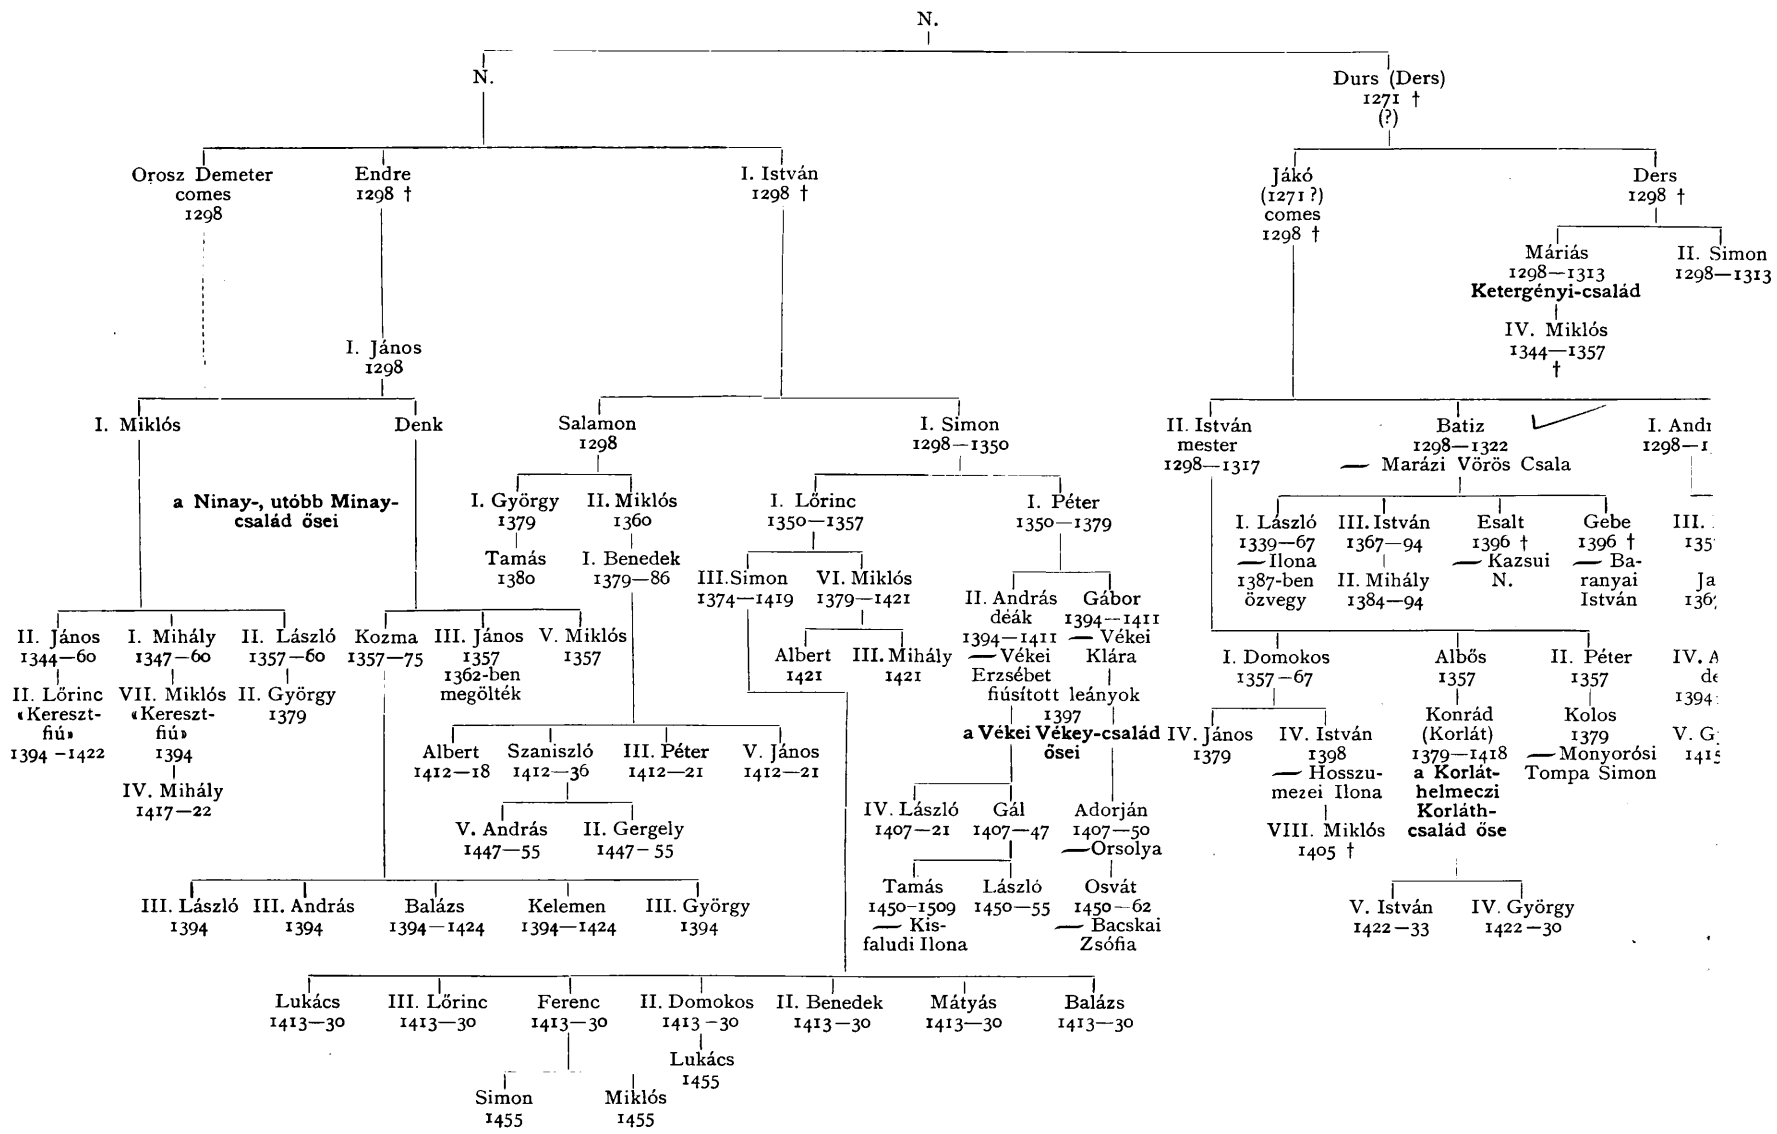 N.
N.
Durs (Ders)
1271 †
(?)
Orosz Demeter
comes
1298
Endre
1298 †
I. István
1298 †
Jákó
(1271 ?)
comes
1298 †
Ders
1298 †
Máriás
1298—1313
Ketergényi-család
II. Simon
1298—1313
IV. Miklós
1344—1357
†
I. János
1298
I. Miklós
Denk
Salamon
1298
I. Simon
1298—1350
II. István
mester
1298—1317
Batiz
1298—1322
— Marázi Vörös Csala
I. Andr
1298—1
a Ninay-, utóbb Minay-
család ősei
I. György
1379
Tamás
1380
II. Miklós
1360
I. Benedek
1379—86
I. Lőrinc
1350—1357
I. Péter
1350—1379
I. László
1339—67
— Ilona
1387-ben
özvegy
III. István
1367—94
II. Mihály
1384—94
Esalt
1396 †
— Kazsui
N.
Gebe
1396 †
— Ba-
ranyai
István
III.
135
Ja
136
III. Simon
1374—1419
VI. Miklós
1379—1421
II. András
déák
1394—1411
— Vékei
Erzsébet
Gábor
1394—1411
— Vékei
Klára
fiúsított leányok
1397
a Vékei Vékey-család
ősei
II. János
1344—60
II. Lőrinc
«Kereszt-
fiú»
1394—1422
I. Mihály
1347—60
VII. Miklós
«Kereszt-
fiú»
1394
IV. Mihály
1417—22
II. László
1357—60
II. György
1379
Kozma
1357—75
III. János
1357
1362-ben
megölték
V. Miklós
1357
Albert
1421
III. Mihály
1421
I. Domokos
1357—67
Albős
1357
II. Péter
1357
IV. A
de
1394
IV. János
1379
IV. István
1398
— Hosszu-
mezei Ilona
VIII. Miklós
1405 †
Konrád
(Korlát)
1379—1418
a Korlát-
helmeczi
Korláth-
család őse
Kolos
1379
— Monyorósi
Tompa Simon
V. G
1415
Albert
1412—18
Szaniszló
1412—36
III. Péter
1412—21
V. János
1412—21
V. András
1447—55
II. Gergely
1447—55
IV. László
1407—21
Gál
1407—47
Adorján
1407—50
— Orsolya
Tamás
1450—1509
— Kis-
faludi Ilona
László
1450—55
Osvát
1450—62
— Bacskai
Zsófia
V. István
1422—33
IV. György
1422—30
III. László
1394
III. András
1394
Balázs
1394—1424
Kelemen
1394—1424
III. György
1394
Lukács
1413—30
III. Lőrinc
1413—30
Ferenc
1413—30
II. Domokos
1413—30
II. Benedek
1413—30
Mátyás
1413—30
Balázs
1413—30
Lukács
1455
Simon
1455
Miklós
1455